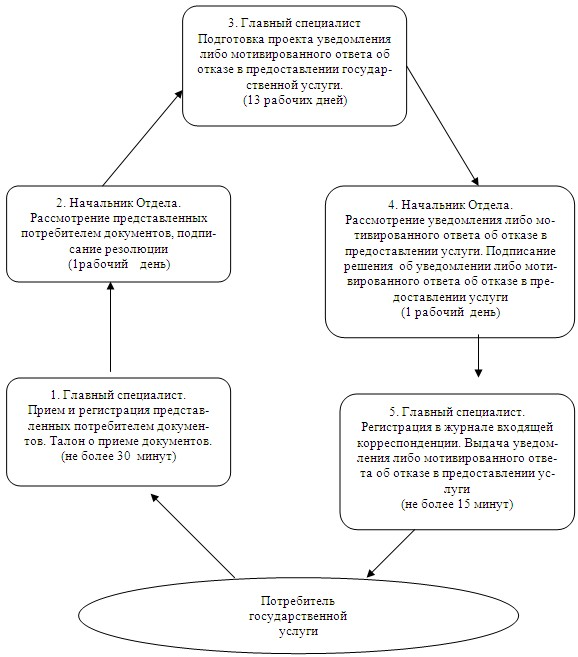 3. Главный специалист
Подготовка проекта уведомления
либо мотивированного ответа об
отказе в предоставлении государ-
ственной услуги.
(13 рабочих дней)
2. Начальник Отдела.
Рассмотрение представленных
потребителем документов, подпи-
сание резолюции
(1рабочий день)
4. Начальник Отдела.
Рассмотрение уведомления либо мо-
тивированного ответа об отказе в
предоставлении услуги. Подписание
решения об уведомлении либо моти-
вированного ответа об отказе в пре-
доставлении услуги
(1 рабочий день)
1. Главный специалист.
Прием и регистрация представ-
ленных потребителем докумен-
тов. Талон о приеме документов.
(не более 30 минут)
5. Главный специалист.
Регистрация в журнале входящей
корреспонденции. Выдача уведом-
ления либо мотивированного отве-
та об отказе в предоставлении ус-
луги
(не более 15 минут)
Потребитель
государственной
услуги